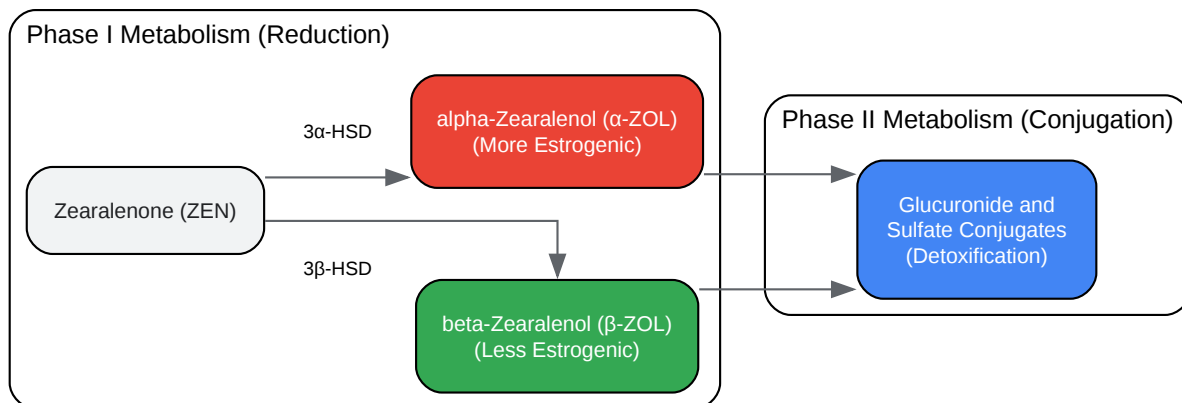 Phase I Metabolism (Reduction)
3α-HSD
alpha-Zearalenol (α-ZOL)
(More Estrogenic)
Zearalenone (ZEN)
3β-HSD
beta-Zearalenol (β-ZOL)
(Less Estrogenic)
Phase II Metabolism (Conjugation)
Glucuronide and
Sulfate Conjugates
(Detoxification)